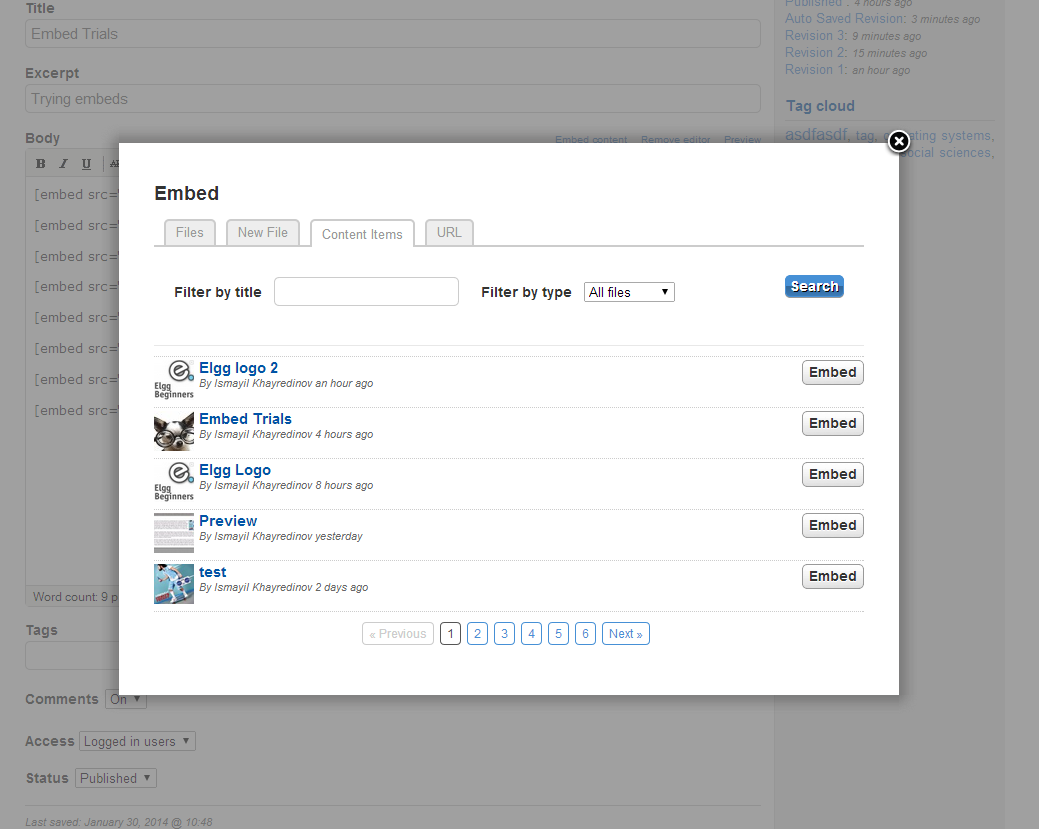 Title
Embed Trials
Excerpt
Trying embeds
Body
Embed content Remove editor Preview
B I U
[embed src="
[embed src="
[embed src="
[embed src="
[embed src="
[embed src="
[embed src="
[embed src="
Word count: 9 p
Tags
Comments On
Access Logged in users
Status Published
Last saved: January 30, 2014 @ 10:48
Published : 4 hours ago
Auto Saved Revision: 3 minutes ago
Revision 3: 9 minutes ago
Revision 2: 15 minutes ago
Revision 1: an hour ago
Tag cloud
asdfasdf, tag, systems,
sciences,
Embed
Files New File Content Items URL
Filter by title Filter by type All files Search
Elgg logo 2 Embed
By Ismayil Khayredinov an hour ago
Elgg
Beginners
Embed Trials Embed
By Ismayil Khayredinov 4 hours ago
Elgg Logo Embed
By Ismayil Khayredinov 8 hours ago
Elgg
Beginners
Preview Embed
By Ismayil Khayredinov yesterday
test Embed
By Ismayil Khayredinov 2 days ago
« Previous 1 2 3 4 5 6 Next »